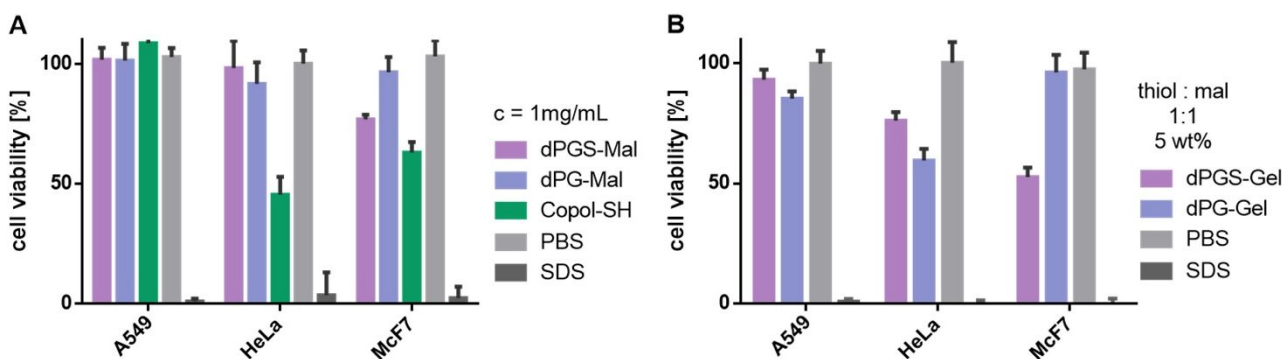 A
cell viability [%]
100
50
0
A549
HeLa
McF7
c = 1mg/mL
dPGS-Mal
dPG-Mal
Copol-SH
PBS
SDS
B
cell viability [%]
100
50
0
A549
HeLa
McF7
thiol : mal
1:1
5 wt%
dPGS-Gel
dPG-Gel
PBS
SDS